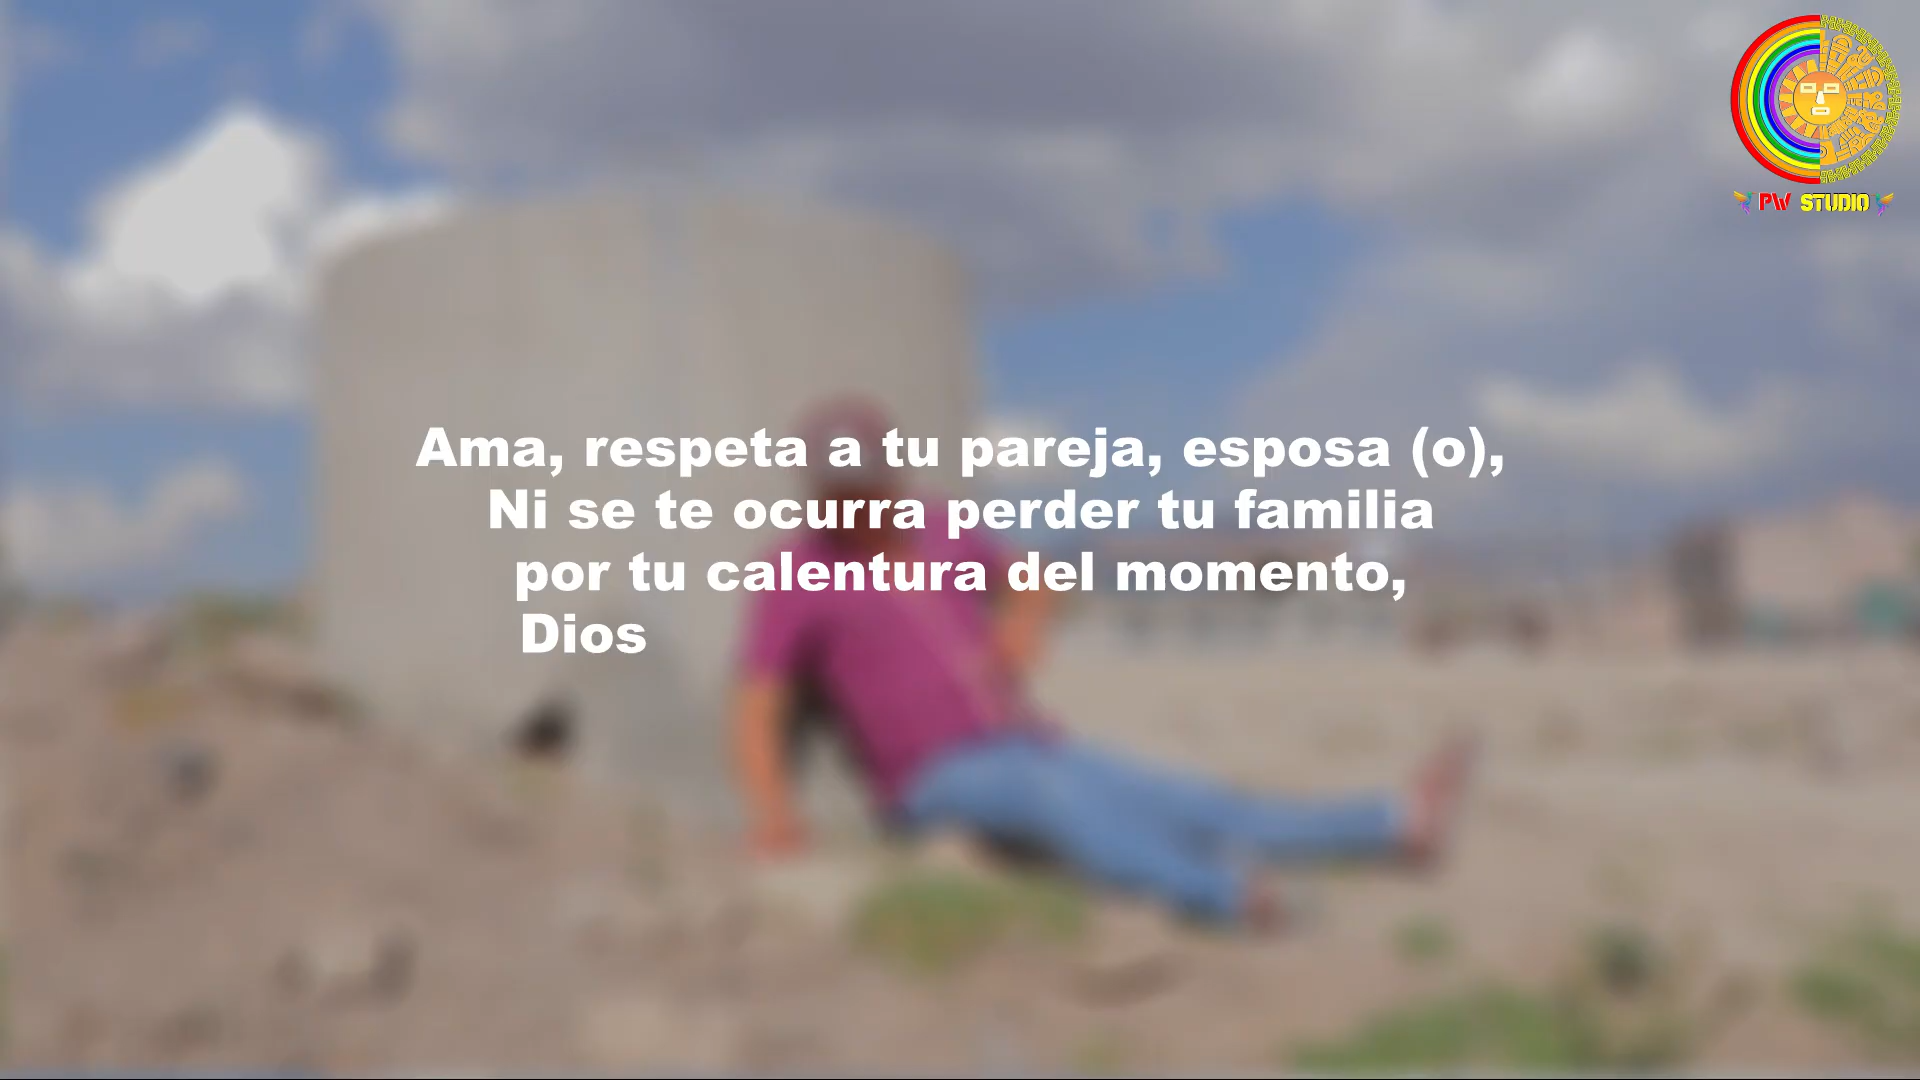 PW STUDIO
Ama, respeta a tu pareja, esposa (o),
Ni se te ocurra perder tu familia
por tu calentura del momento,
Dios